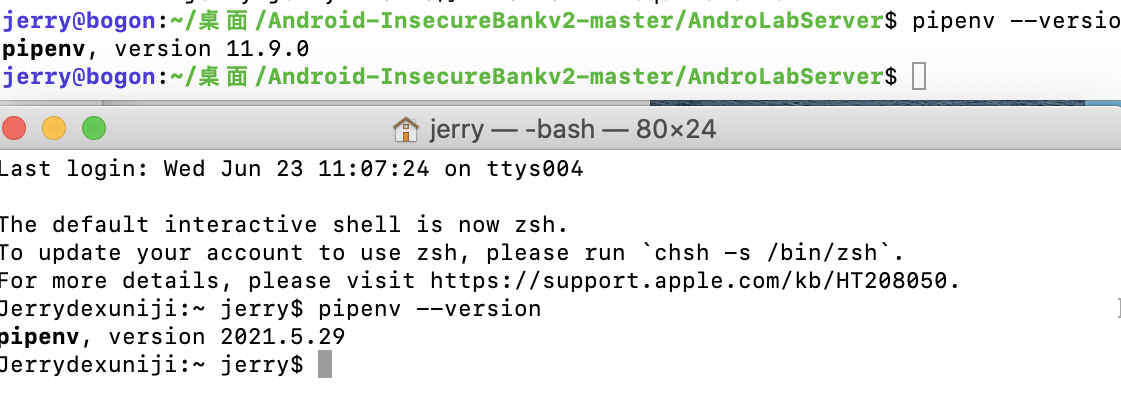 jerry@bogon:~/桌面/Android-InsecureBankv2-master/AndroLabServer$ pipenv --versio
pipenv, version 11.9.0
jerry@bogon:~/桌面/Android-InsecureBankv2-master/AndroLabServer$
jerry — -bash — 80×24
Last login: Wed Jun 23 11:07:24 on ttys004
The default interactive shell is now zsh.
To update your account to use zsh, please run `chsh -s /bin/zsh`.
For more details, please visit https://support.apple.com/kb/HT208050.
Jerrydexuniji:~ jerry$ pipenv --version
pipenv, version 2021.5.29
Jerrydexuniji:~ jerry$